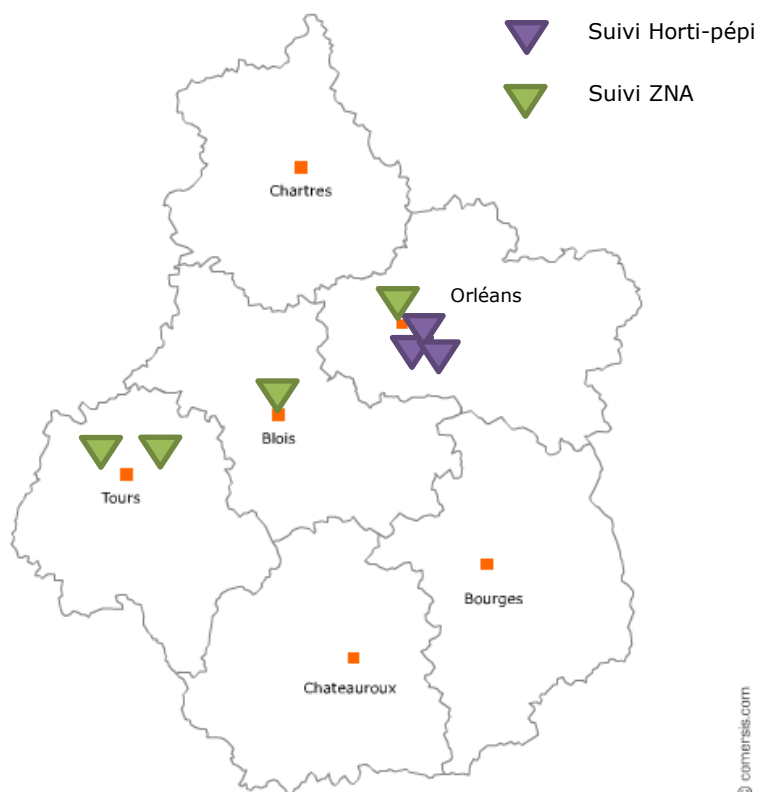 Suivi Horti-pépi
Suivi ZNA
Chartres
Orléans
Blois
Tours
Bourges
Chateauroux
© comersis.com